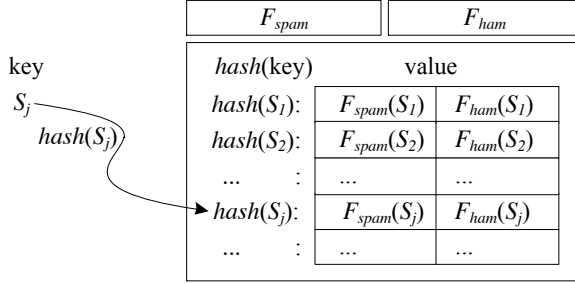 F_spam F_ham
key hash(key) value
S_j hash(S_1): F_spam(S_1) F_ham(S_1)
hash(S_j) hash(S_2): F_spam(S_2) F_ham(S_2)
... : ... ...
hash(S_j): F_spam(S_j) F_ham(S_j)
... : ... ...